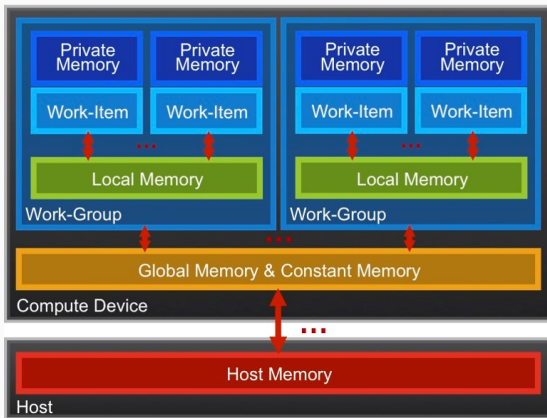 Private
Memory
Private
Memory
Private
Memory
Private
Memory
Work-Item
Work-Item
Work-Item
Work-Item
...
...
Local Memory
Local Memory
Work-Group
Work-Group
...
Global Memory & Constant Memory
Compute Device
...
Host Memory
Host